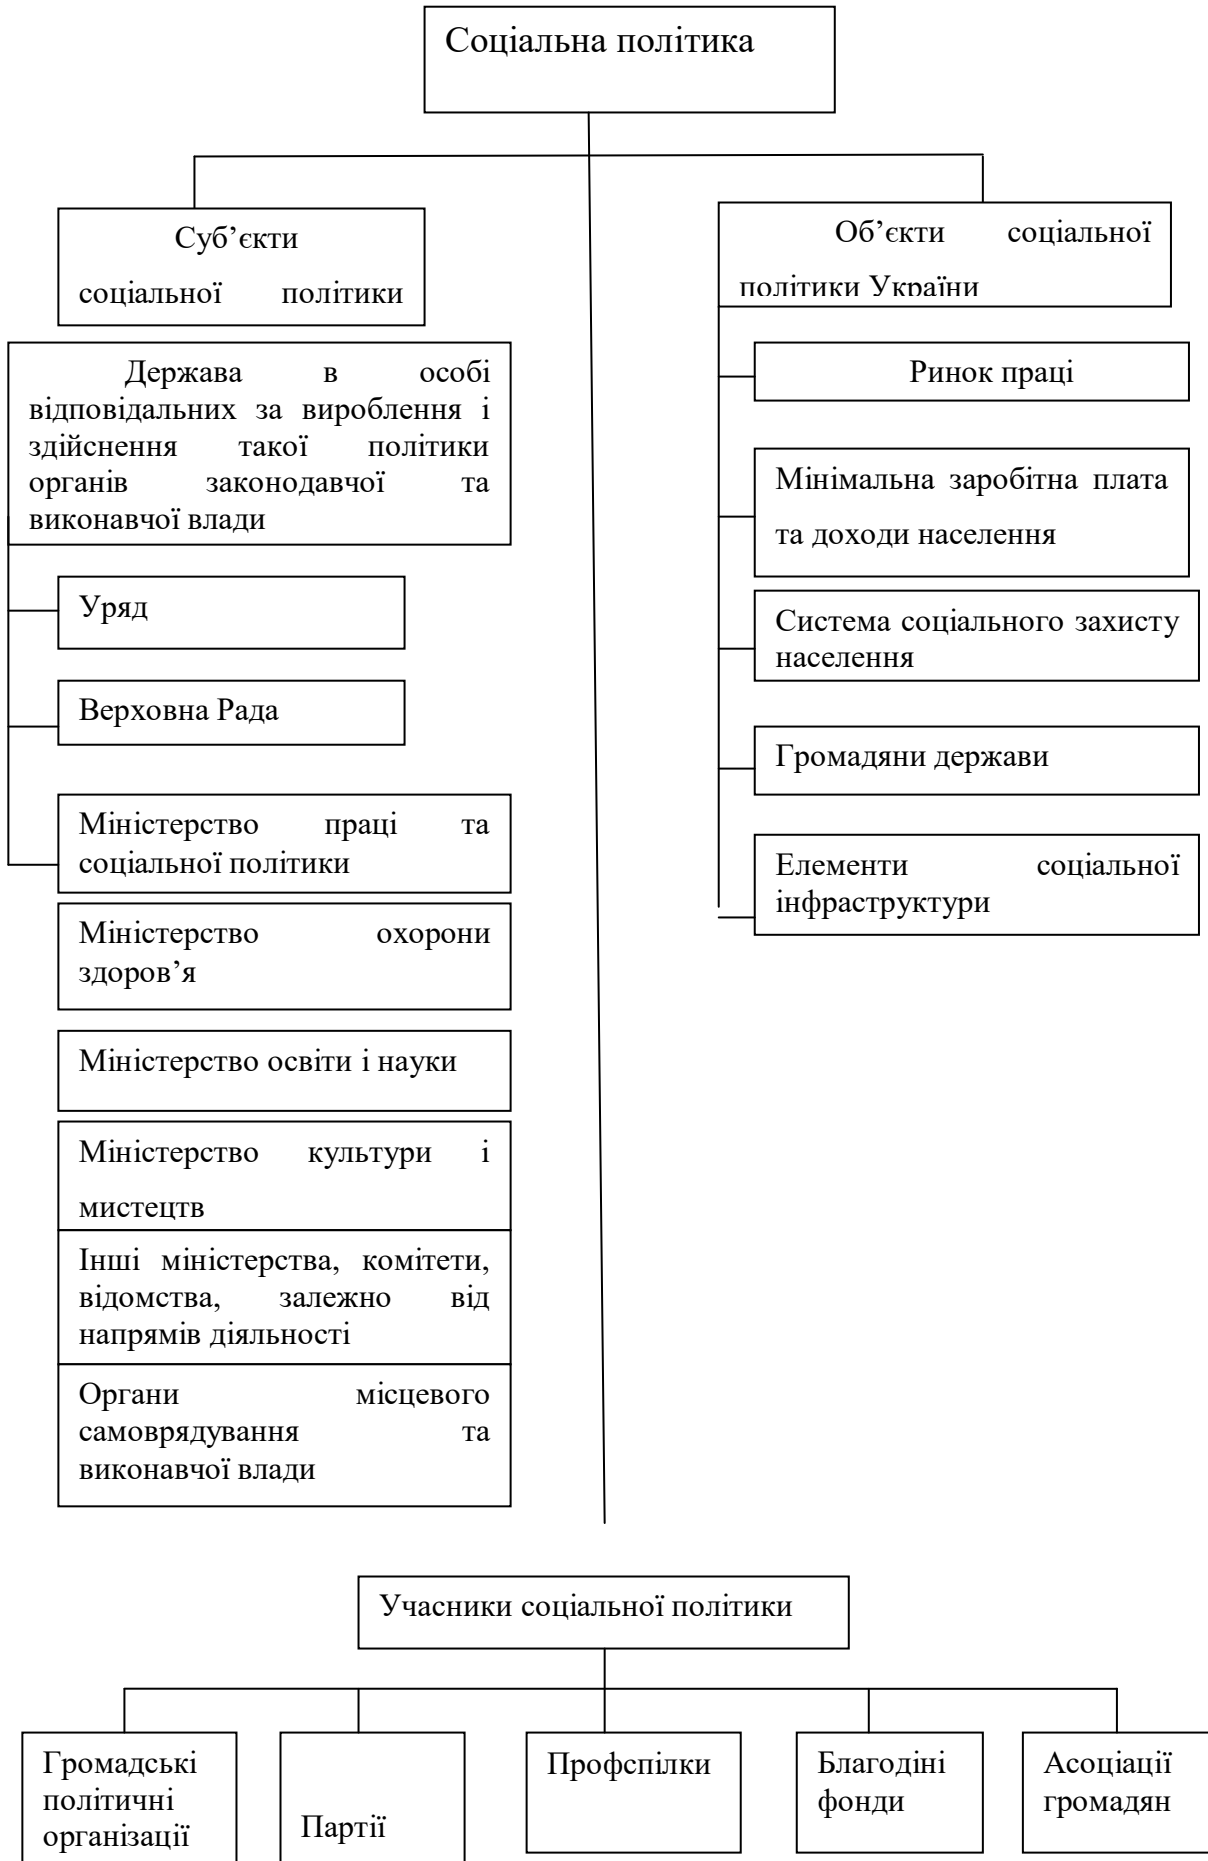 Соціальна політика
Суб’єкти
соціальної політики
Об’єкти соціальної
політики України
Держава в особі
відповідальних за вироблення і
здійснення такої політики
органів законодавчої та
виконавчої влади
Уряд
Верховна Рада
Міністерство праці та
соціальної політики
Міністерство охорони
здоров’я
Міністерство освіти і науки
Міністерство культури і
мистецтв
Інші міністерства, комітети,
відомства, залежно від
напрямів діяльності
Органи місцевого
самоврядування та
виконавчої влади
Ринок праці
Мінімальна заробітна плата
та доходи населення
Система соціального захисту
населення
Громадяни держави
Елементи соціальної
інфраструктури
Учасники соціальної політики
Громадські
політичні
організації
Партії
Профспілки
Благодіні
фонди
Асоціації
громадян